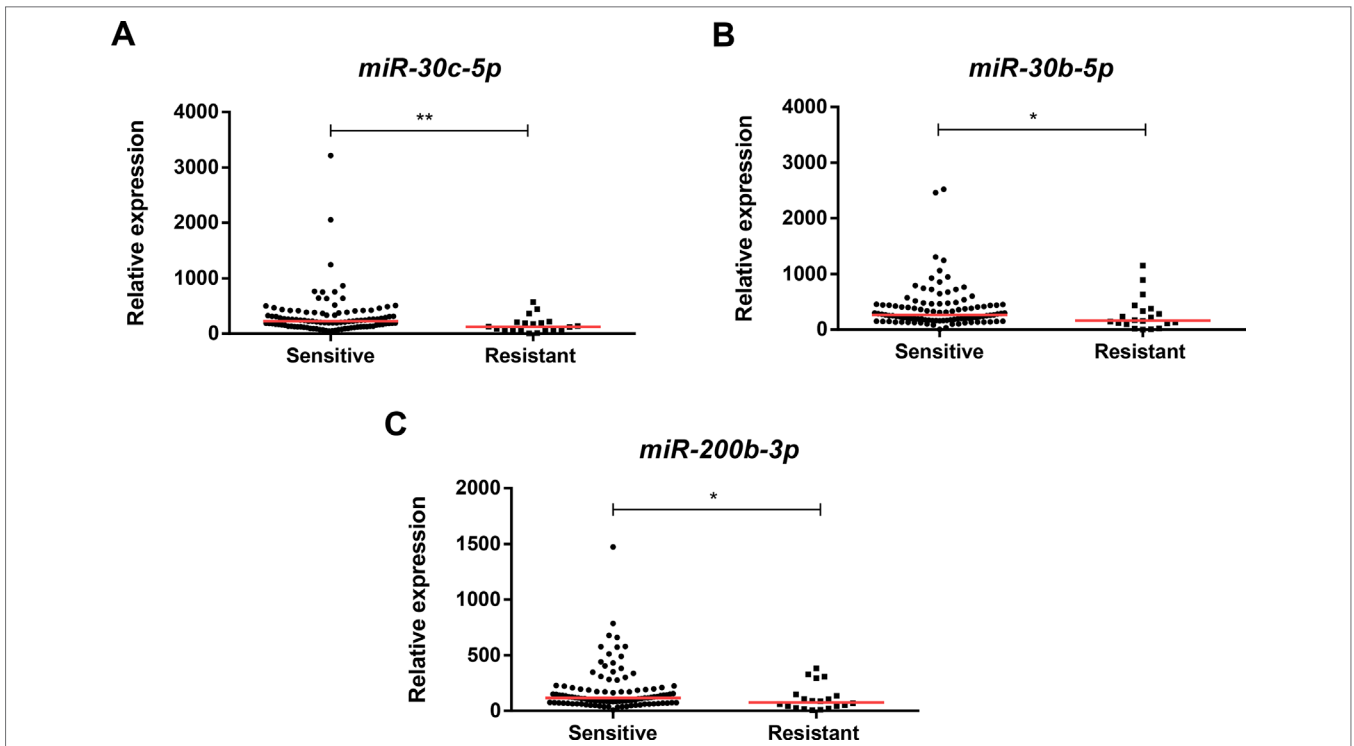 A
miR-30c-5p
Relative expression
4000
3000
2000
1000
0
**
Sensitive
Resistant
B
miR-30b-5p
Relative expression
4000
3000
2000
1000
0
*
Sensitive
Resistant
C
miR-200b-3p
Relative expression
2000
1500
1000
500
0
*
Sensitive
Resistant